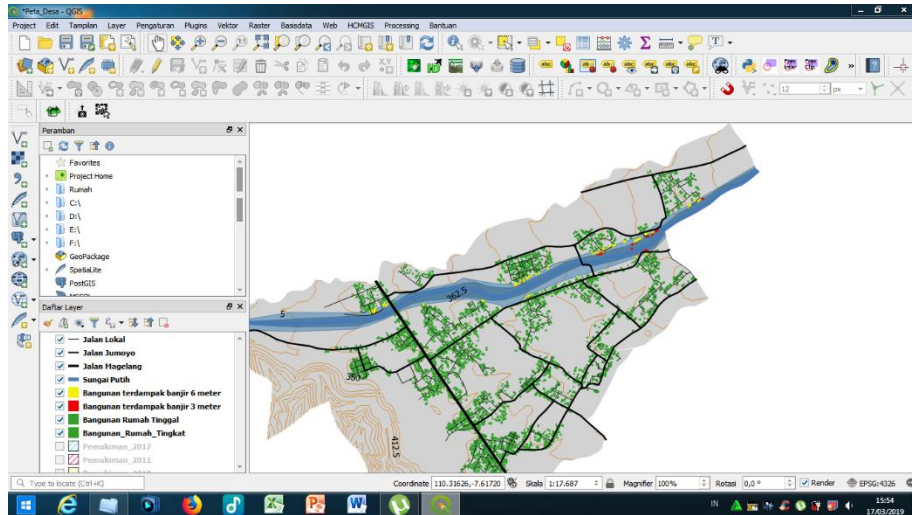 *Peta_Desa - QGIS
Project Edit Tampilan Layer Pengaturan Plugins Vektor Raster Basisdata Web HCMGIS Processing Bantuan
12 px
Peramban
Favorites
Project Home
Rumah
C:\
D:\
E:\
F:\
GeoPackage
SpatiaLite
PostGIS
Daftar Layer
Jalan Lokal
Jalan Jumoyo
Jalan Magelang
Sungai Putih
Bangunan terdampak banjir 6 meter
Bangunan terdampak banjir 3 meter
Bangunan Rumah Tinggal
Bangunan_Rumah_Tingkat
Pemukiman_2017
Pemukiman_2011
5
362.5
380
412.5
Type to locate (Ctrl+K)
Coordinate 110.31626,-7.61720 Skala 1:17.687 Magnifier 100% Rotasi 0,0 ° Render EPSG:4326
IN
15:54
17/03/2019